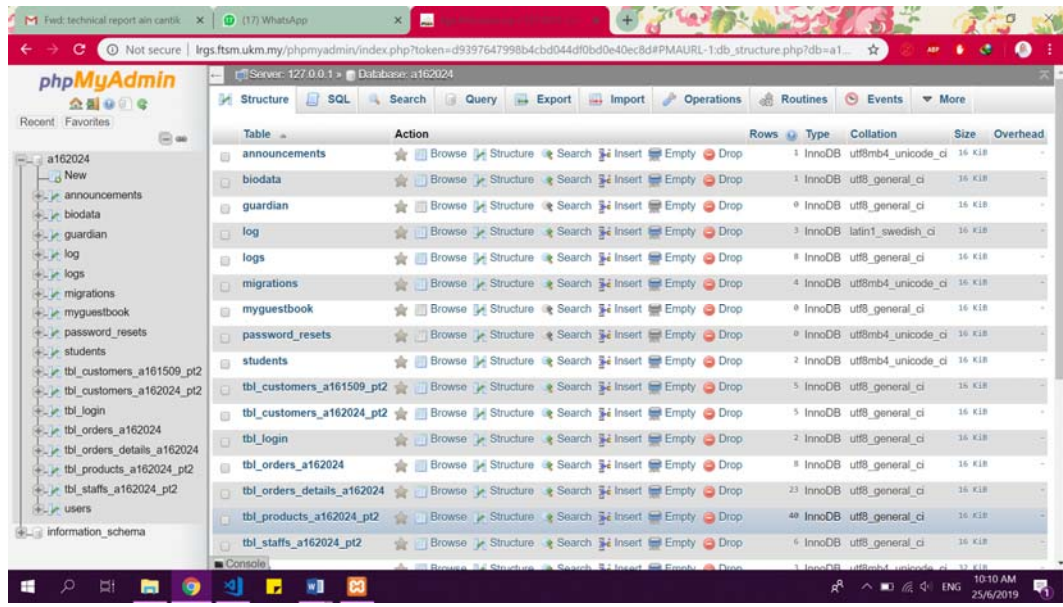 Fwd: technical report ain cantik
(17) WhatsApp
Not secure | lrgs.ftsm.ukm.my/phpmyadmin/index.php?token=d9397647998b4cbd044df0bd0e40ec8d#PMAURL-1:db_structure.php?db=a1...
ABP
phpMyAdmin
Recent Favorites
a162024
New
announcements
biodata
guardian
log
logs
migrations
myguestbook
password_resets
students
tbl_customers_a161509_pt2
tbl_customers_a162024_pt2
tbl_login
tbl_orders_a162024
tbl_orders_details_a162024
tbl_products_a162024_pt2
tbl_staffs_a162024_pt2
users
information_schema
Server: 127.0.0.1 » Database: a162024
Structure SQL Search Query Export Import Operations Routines Events More
Table Action Rows Type Collation Size Overhead
announcements Browse Structure Search Insert Empty Drop 1 InnoDB utf8mb4_unicode_ci 16 KiB -
biodata Browse Structure Search Insert Empty Drop 1 InnoDB utf8_general_ci 16 KiB -
guardian Browse Structure Search Insert Empty Drop 0 InnoDB utf8_general_ci 16 KiB -
log Browse Structure Search Insert Empty Drop 3 InnoDB latin1_swedish_ci 16 KiB -
logs Browse Structure Search Insert Empty Drop 8 InnoDB utf8_general_ci 16 KiB -
migrations Browse Structure Search Insert Empty Drop 4 InnoDB utf8mb4_unicode_ci 16 KiB -
myguestbook Browse Structure Search Insert Empty Drop 0 InnoDB utf8_general_ci 16 KiB -
password_resets Browse Structure Search Insert Empty Drop 0 InnoDB utf8mb4_unicode_ci 16 KiB -
students Browse Structure Search Insert Empty Drop 2 InnoDB utf8mb4_unicode_ci 16 KiB -
tbl_customers_a161509_pt2 Browse Structure Search Insert Empty Drop 5 InnoDB utf8_general_ci 16 KiB -
tbl_customers_a162024_pt2 Browse Structure Search Insert Empty Drop 5 InnoDB utf8_general_ci 16 KiB -
tbl_login Browse Structure Search Insert Empty Drop 2 InnoDB utf8_general_ci 16 KiB -
tbl_orders_a162024 Browse Structure Search Insert Empty Drop 8 InnoDB utf8_general_ci 16 KiB -
tbl_orders_details_a162024 Browse Structure Search Insert Empty Drop 23 InnoDB utf8_general_ci 16 KiB -
tbl_products_a162024_pt2 Browse Structure Search Insert Empty Drop 40 InnoDB utf8_general_ci 16 KiB -
tbl_staffs_a162024_pt2 Browse Structure Search Insert Empty Drop 6 InnoDB utf8_general_ci 16 KiB -
Console Browse Structure Search Insert Empty Drop 3 InnoDB utf8mb4_unicode_ci 32 KiB
ENG
10:10 AM
25/6/2019